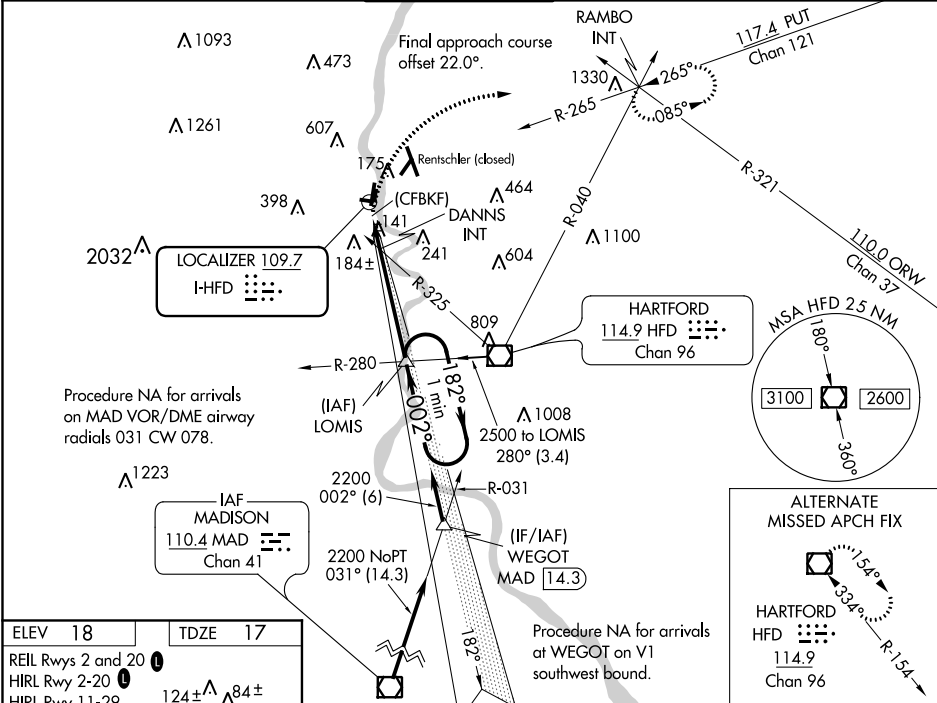 RAMBO
INT
117.4 PUT
Chan 121
1093
473
Final approach course
offset 22.0°.
1330
265°
085°
R-265
1261
607
175
Rentschler (closed)
R-321
R-040
398
(CFBKF)
464
141
DANNS
INT
2032
184±
241
604
1100
LOCALIZER 109.7
I-HFD
R-325
110.0 ORW
Chan 37
809
HARTFORD
114.9 HFD
Chan 96
MSA HFD 25 NM
180°
3100
2600
360°
R-280
182°
1 min
002°
(IAF)
LOMIS
1008
2500 to LOMIS
280° (3.4)
Procedure NA for arrivals
on MAD VOR/DME airway
radials 031 CW 078.
1223
2200
002° (6)
R-031
IAF
MADISON
110.4 MAD
Chan 41
(IF/IAF)
WEGOT
MAD 14.3
2200 NoPT
031° (14.3)
ALTERNATE
MISSED APCH FIX
154°
334°
HARTFORD
HFD
114.9
Chan 96
R-154
182°
Procedure NA for arrivals
at WEGOT on V1
southwest bound.
ELEV 18
TDZE 17
REIL Rwys 2 and 20 L
HIRL Rwy 2-20 L
HIRL Rwy 11-29
124±
84±